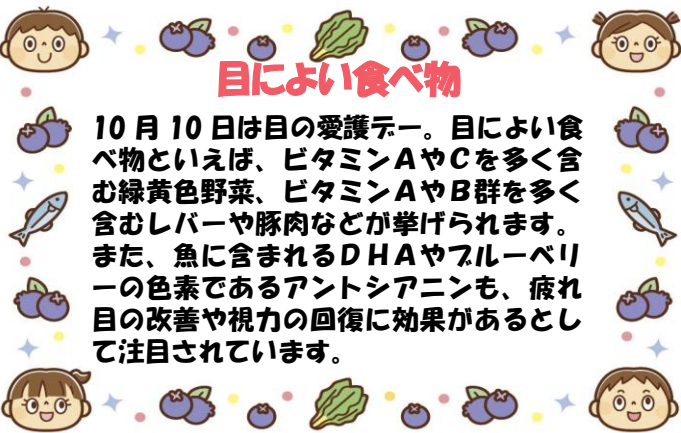 目によい食べ物
10月10日は目の愛護デー。目によい食
べ物といえば、ビタミンAやCを多く含
む緑黄色野菜、ビタミンAやB群を多く
含むレバーや豚肉などが挙げられます。
また、魚に含まれるDHAやブルーベリ
ーの色素であるアントシアニンも、疲れ
目の改善や視力の回復に効果があるとし
て注目されています。